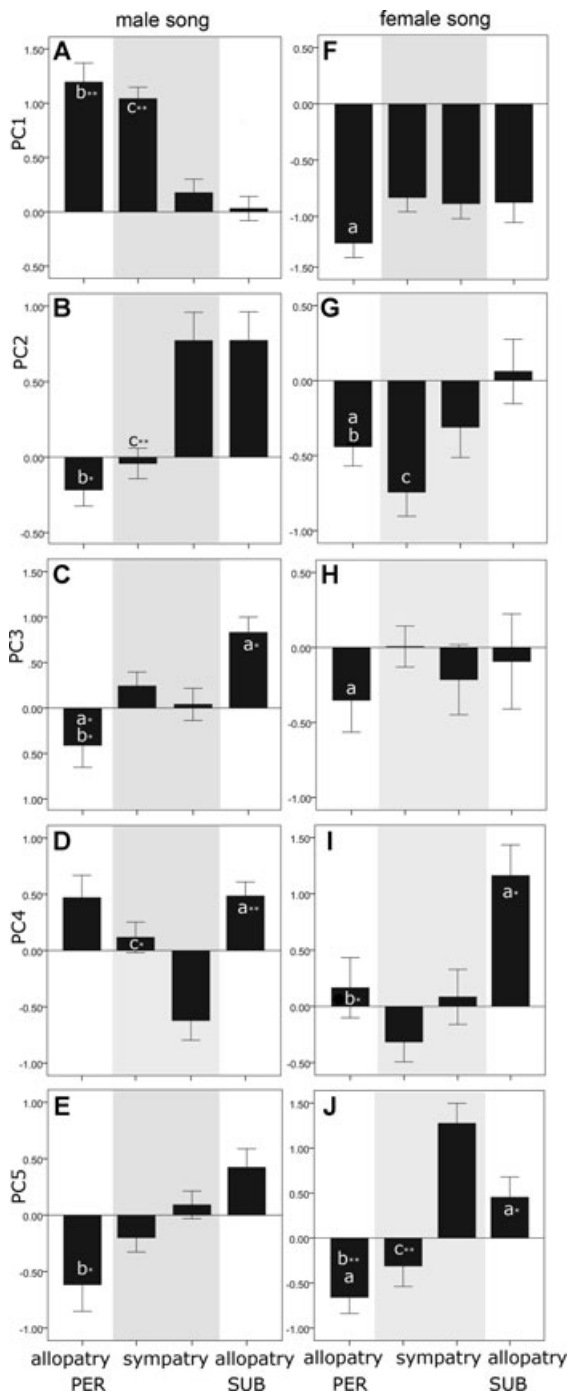 male song
female song
A
PC1
1.50
1.00
0.50
0.00
-0.50
b**
c**
F
0.50
0.00
-0.50
-1.00
-1.50
a
B
PC2
1.00
0.50
0.00
-0.50
b*
c**
G
0.50
0.00
-0.50
-1.00
a
b
c
C
PC3
1.50
1.00
.50
0.00
0.50
1.00
a*
b*
a*
H
0.50
0.00
-0.50
-1.00
a
D
PC4
1.00
0.50
0.00
-0.50
-1.00
c*
a**
I
1.50
1.00
0.50
0.00
-0.50
b*
a*
E
PC5
1.00
0.50
0.00
-0.50
-1.00
b*
J
1.50
1.00
0.50
0.00
-0.50
-1.00
b**
a
c**
a*
allopatry sympatry allopatry
PER SUB
allopatry sympatry allopatry
PER SUB